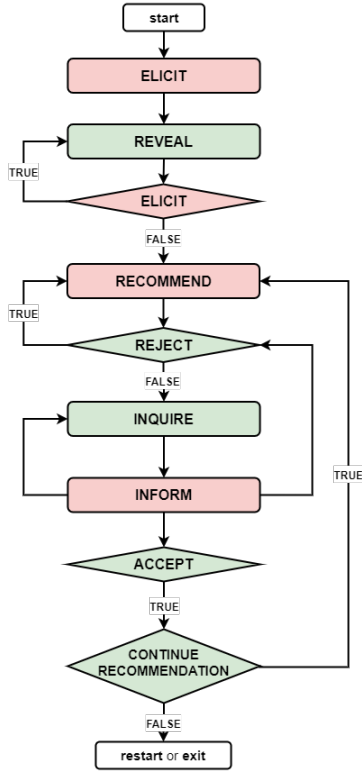 start
ELICIT
REVEAL
TRUE
ELICIT
FALSE
RECOMMEND
TRUE
REJECT
FALSE
INQUIRE
TRUE
INFORM
ACCEPT
TRUE
CONTINUE
RECOMMENDATION
FALSE
restart or exit